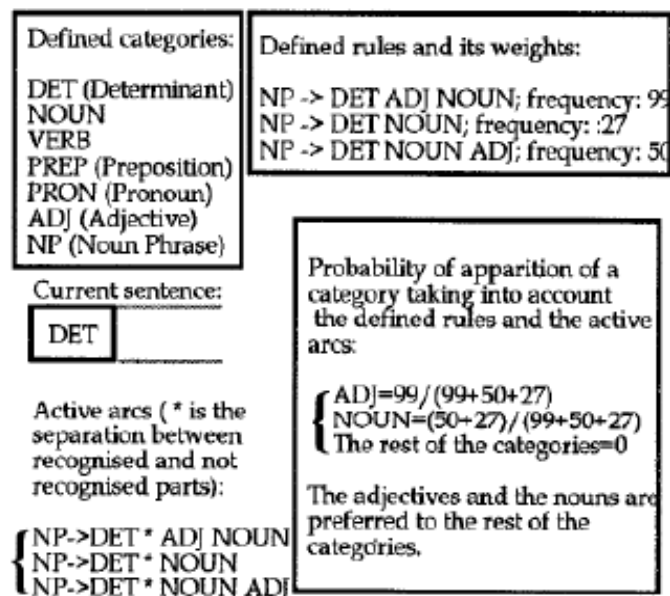 Defined categories:
DET (Determinant)
NOUN
VERB
PREP (Preposition)
PRON (Pronoun)
ADJ (Adjective)
NP (Noun Phrase)
Defined rules and its weights:
NP -> DET ADJ NOUN; frequency: 99
NP -> DET NOUN; frequency: :27
NP -> DET NOUN ADJ; frequency: 50
Current sentence:
DET
Active arcs ( * is the
separation between
recognised and not
recognised parts):
NP->DET * ADJ NOUN
NP->DET * NOUN
NP->DET * NOUN ADJ
Probability of apparition of a
category taking into account
the defined rules and the active
arcs:
ADJ=99/(99+50+27)
NOUN=(50+27)/(99+50+27)
The rest of the categories=0
The adjectives and the nouns are
preferred to the rest of the
categories.